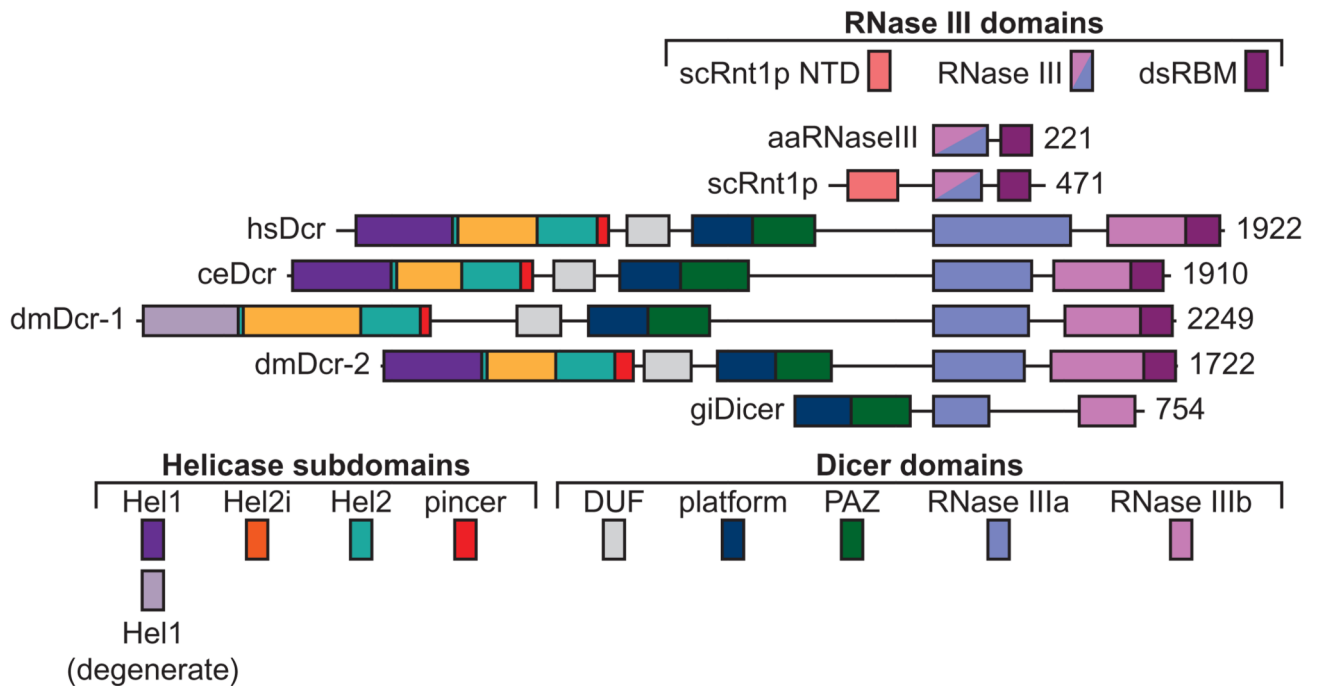 RNase III domains
scRnt1p NTD RNase III dsRBM
aaRNaseIII 221
scRnt1p 471
hsDcr 1922
ceDcr 1910
dmDcr-1 2249
dmDcr-2 1722
giDicer 754
Helicase subdomains Dicer domains
Hel1 Hel2i Hel2 pincer DUF platform PAZ RNase IIIa RNase IIIb
Hel1
(degenerate)